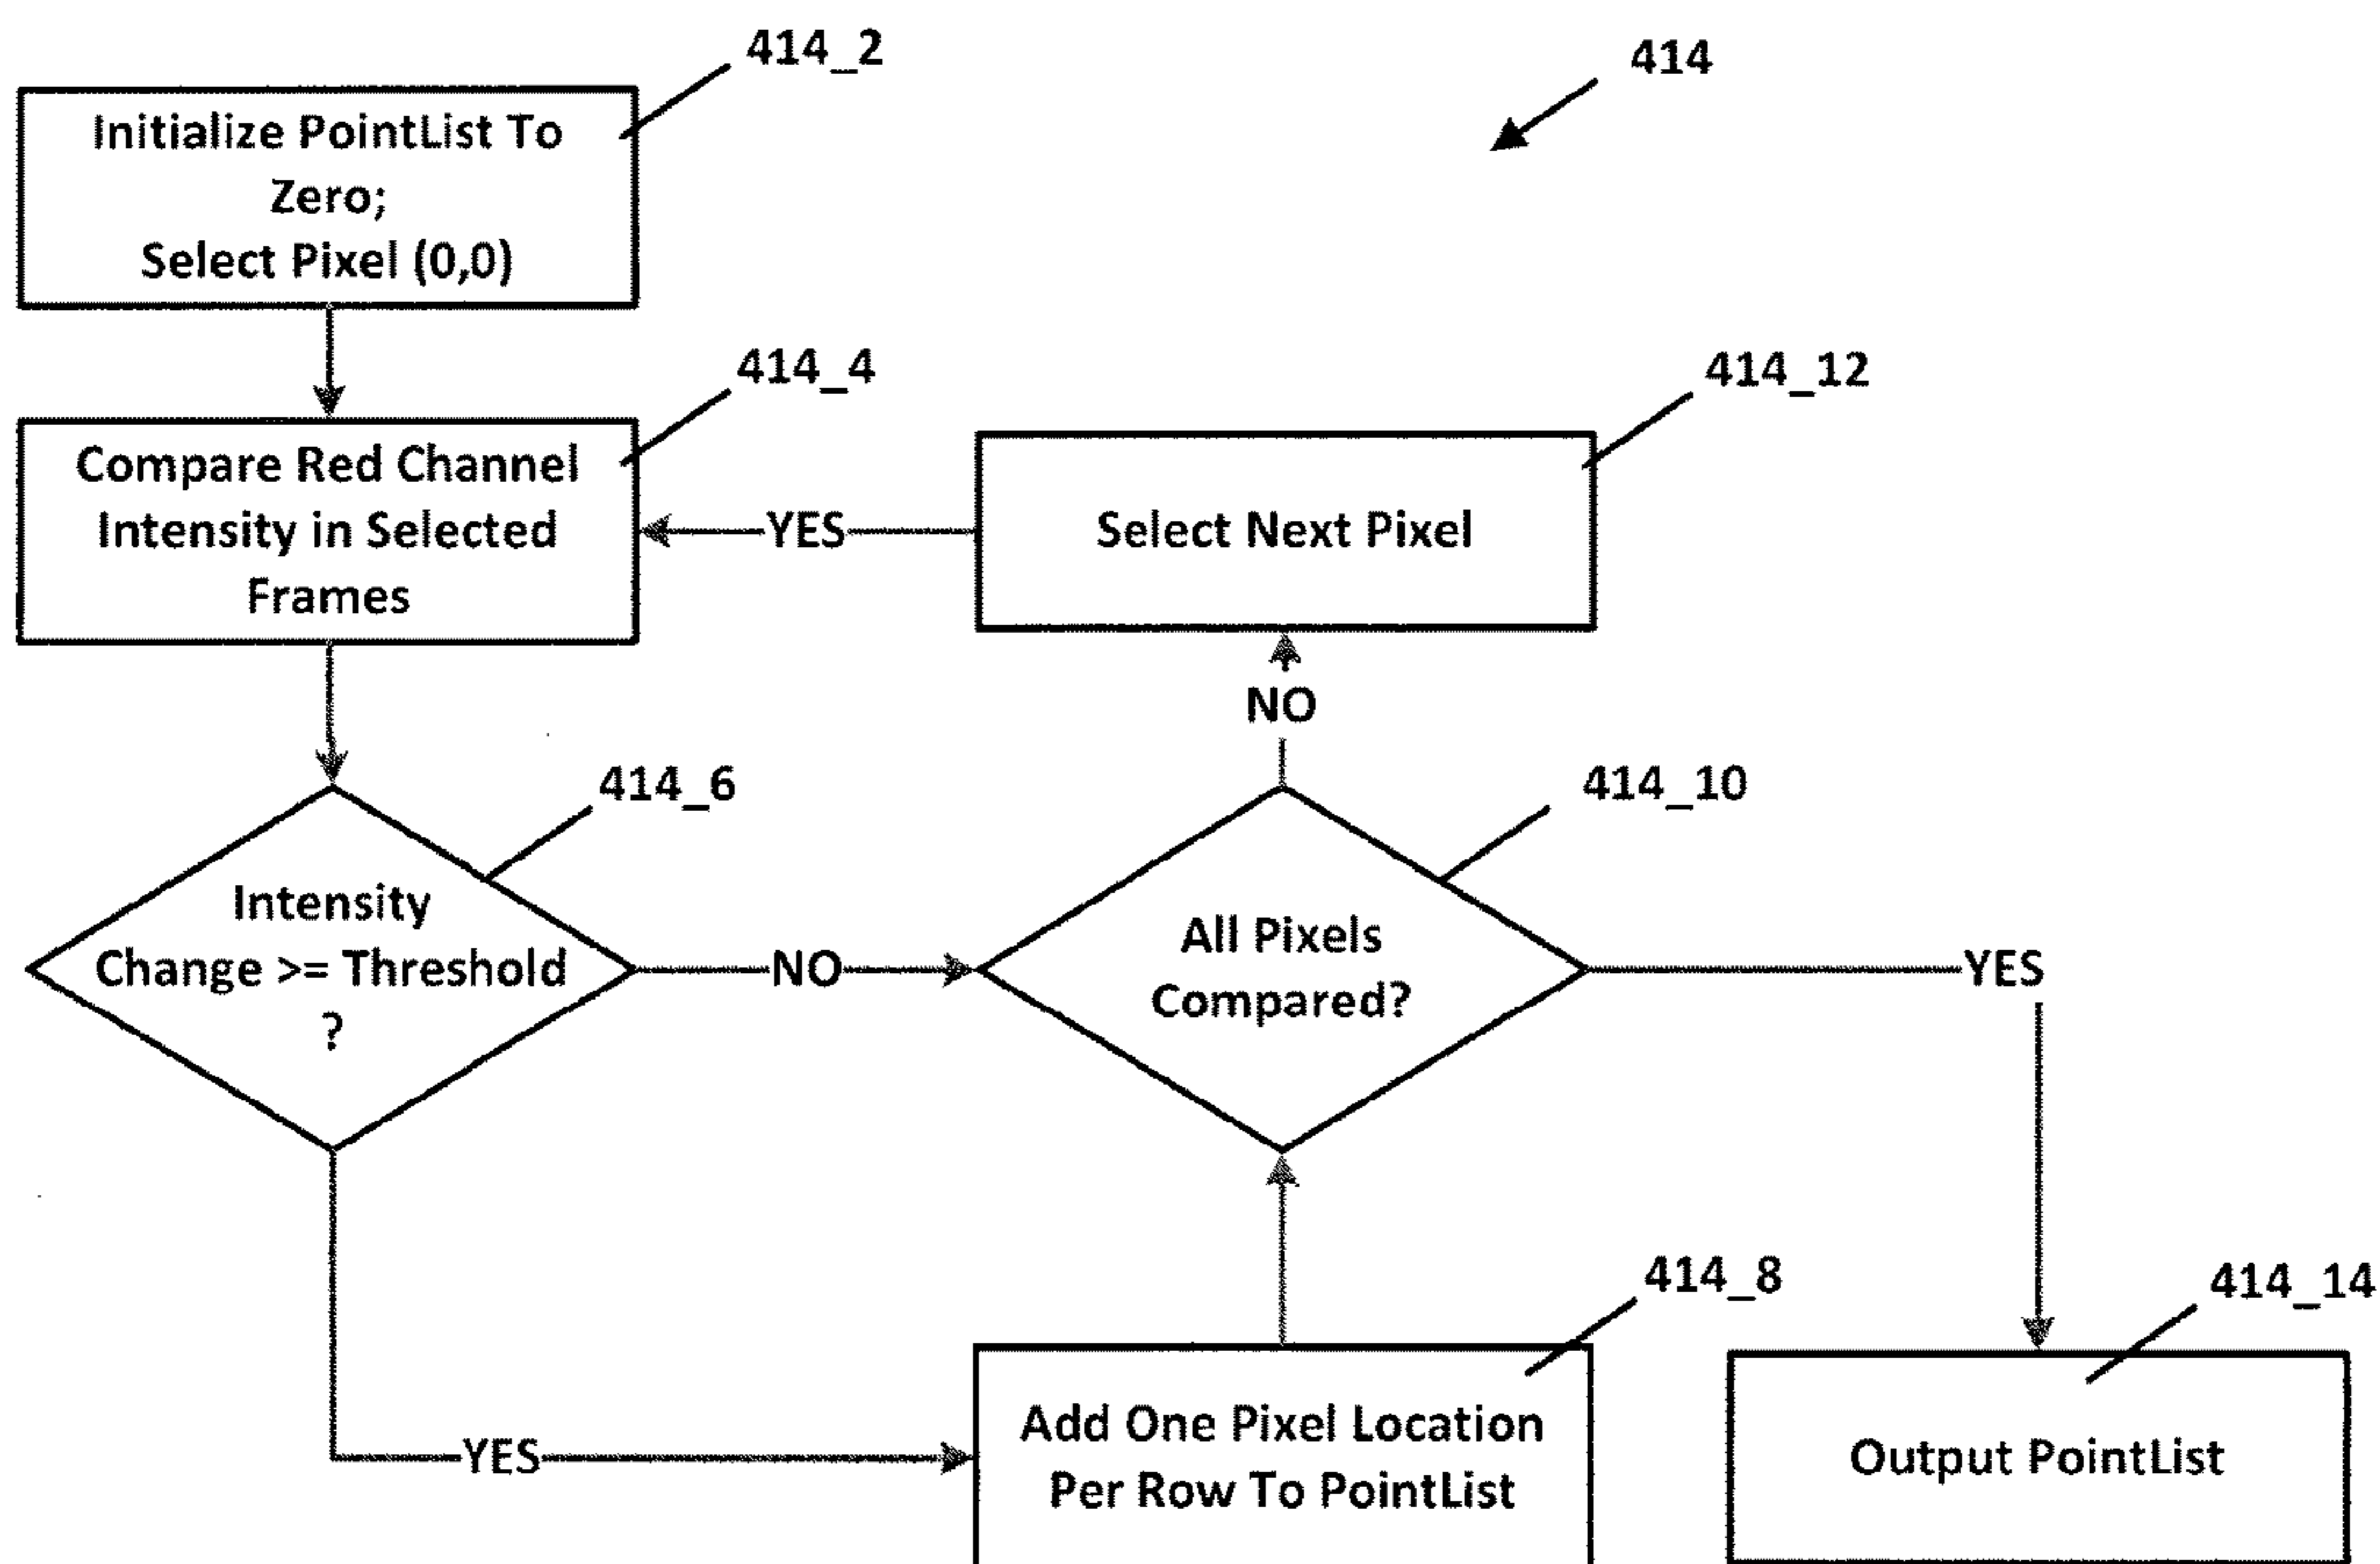 414_2
414
Initialize PointList To
Zero;
Select Pixel (0,0)
414_4
414_12
Compare Red Channel
Intensity in Selected
Frames
YES
Select Next Pixel
NO
414_6
414_10
Intensity
Change >= Threshold
?
NO
All Pixels
Compared?
YES
414_8
414_14
YES
Add One Pixel Location
Per Row To PointList
Output PointList